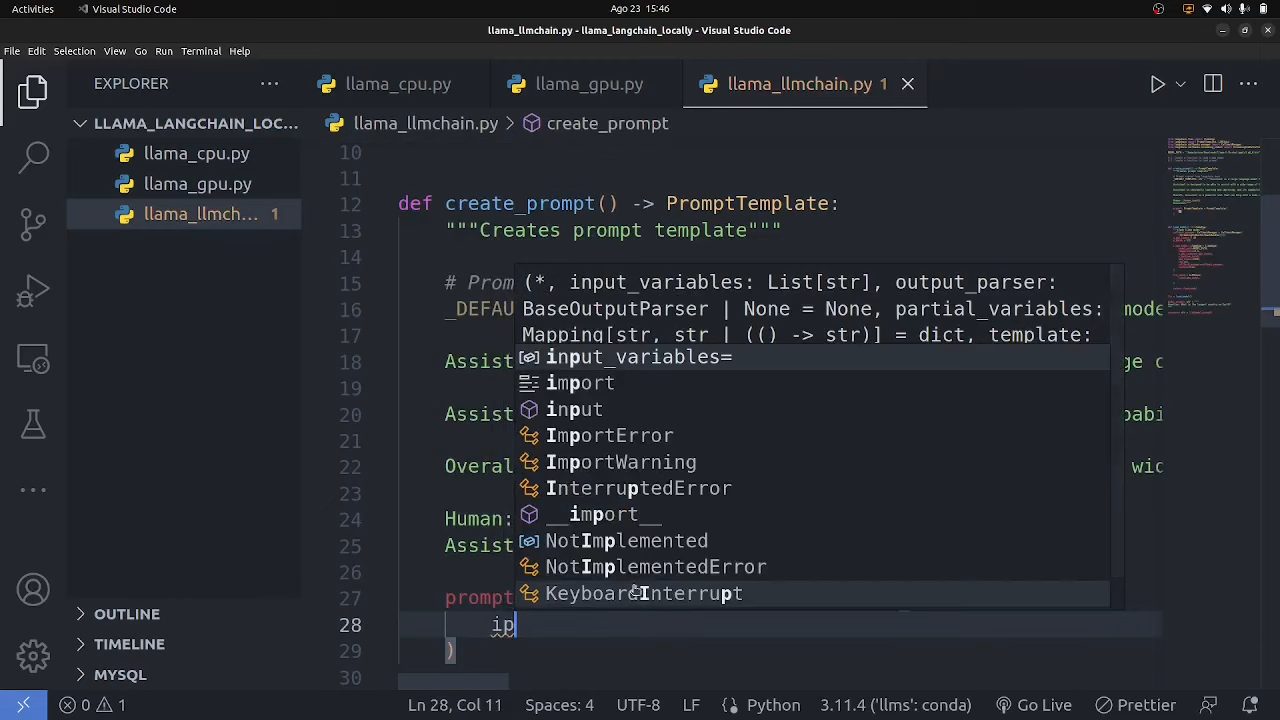 Activities Visual Studio Code Ago 23 15:46
llama_llmchain.py - llama_langchain_locally - Visual Studio Code
File Edit Selection View Go Run Terminal Help
EXPLORER
llama_cpu.py llama_gpu.py llama_llmchain.py 1
LLAMA_LANGCHAIN_LOC...
llama_cpu.py
llama_gpu.py
llama_llmch... 1
OUTLINE
TIMELINE
MYSQL
llama_llmchain.py > create_prompt
10
11
12 def create_prompt() -> PromptTemplate:
13 """Creates prompt template"""
14
15 # Prom
16 _DEFAU mode
17
18 Assist ge c
19
20 Assist pabi
21
22 Overal wid
23
24 Human:
25 Assist
26
27 prompt
28 ip
29 )
30
(*, input_variables: List[str], output_parser:
BaseOutputParser | None = None, partial_variables:
Mapping[str, str | (() -> str)] = dict, template:
input_variables=
import
input
ImportError
ImportWarning
InterruptedError
__import__
NotImplemented
NotImplementedError
KeyboardInterrupt
0 1 Ln 28, Col 11 Spaces: 4 UTF-8 LF Python 3.11.4 ('llms': conda) Go Live Prettier